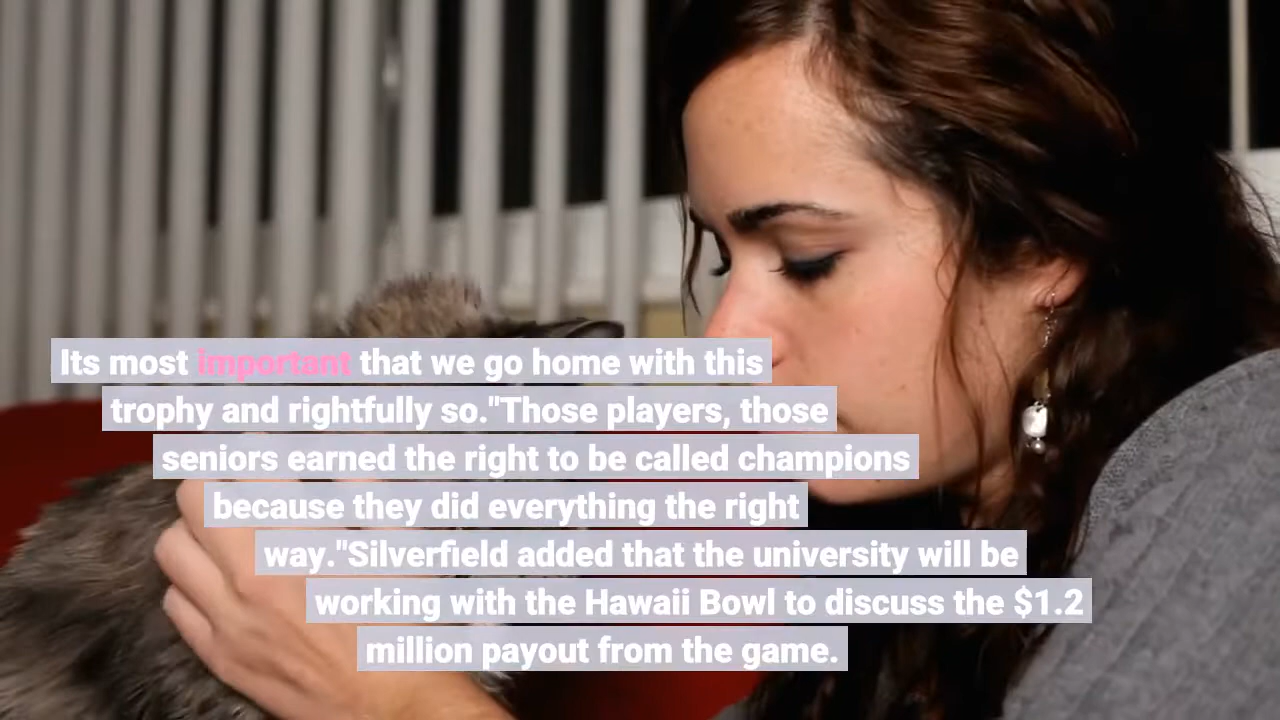 Its most important that we go home with this
trophy and rightfully so."Those players, those
seniors earned the right to be called champions
because they did everything the right
way."Silverfield added that the university will be
working with the Hawaii Bowl to discuss the $1.2
million payout from the game.